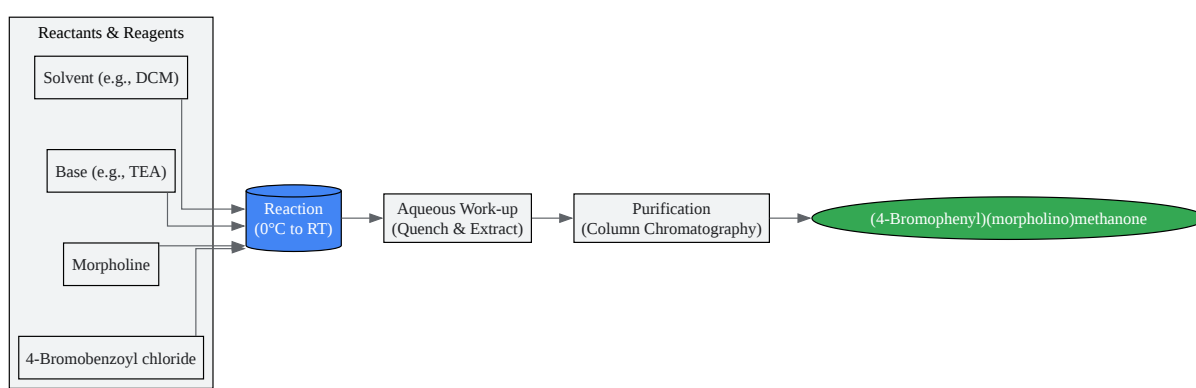 Reactants & Reagents
Solvent (e.g., DCM)
Base (e.g., TEA)
Morpholine
4-Bromobenzoyl chloride
Reaction
(0°C to RT)
Aqueous Work-up
(Quench & Extract)
Purification
(Column Chromatography)
(4-Bromophenyl)(morpholino)methanone